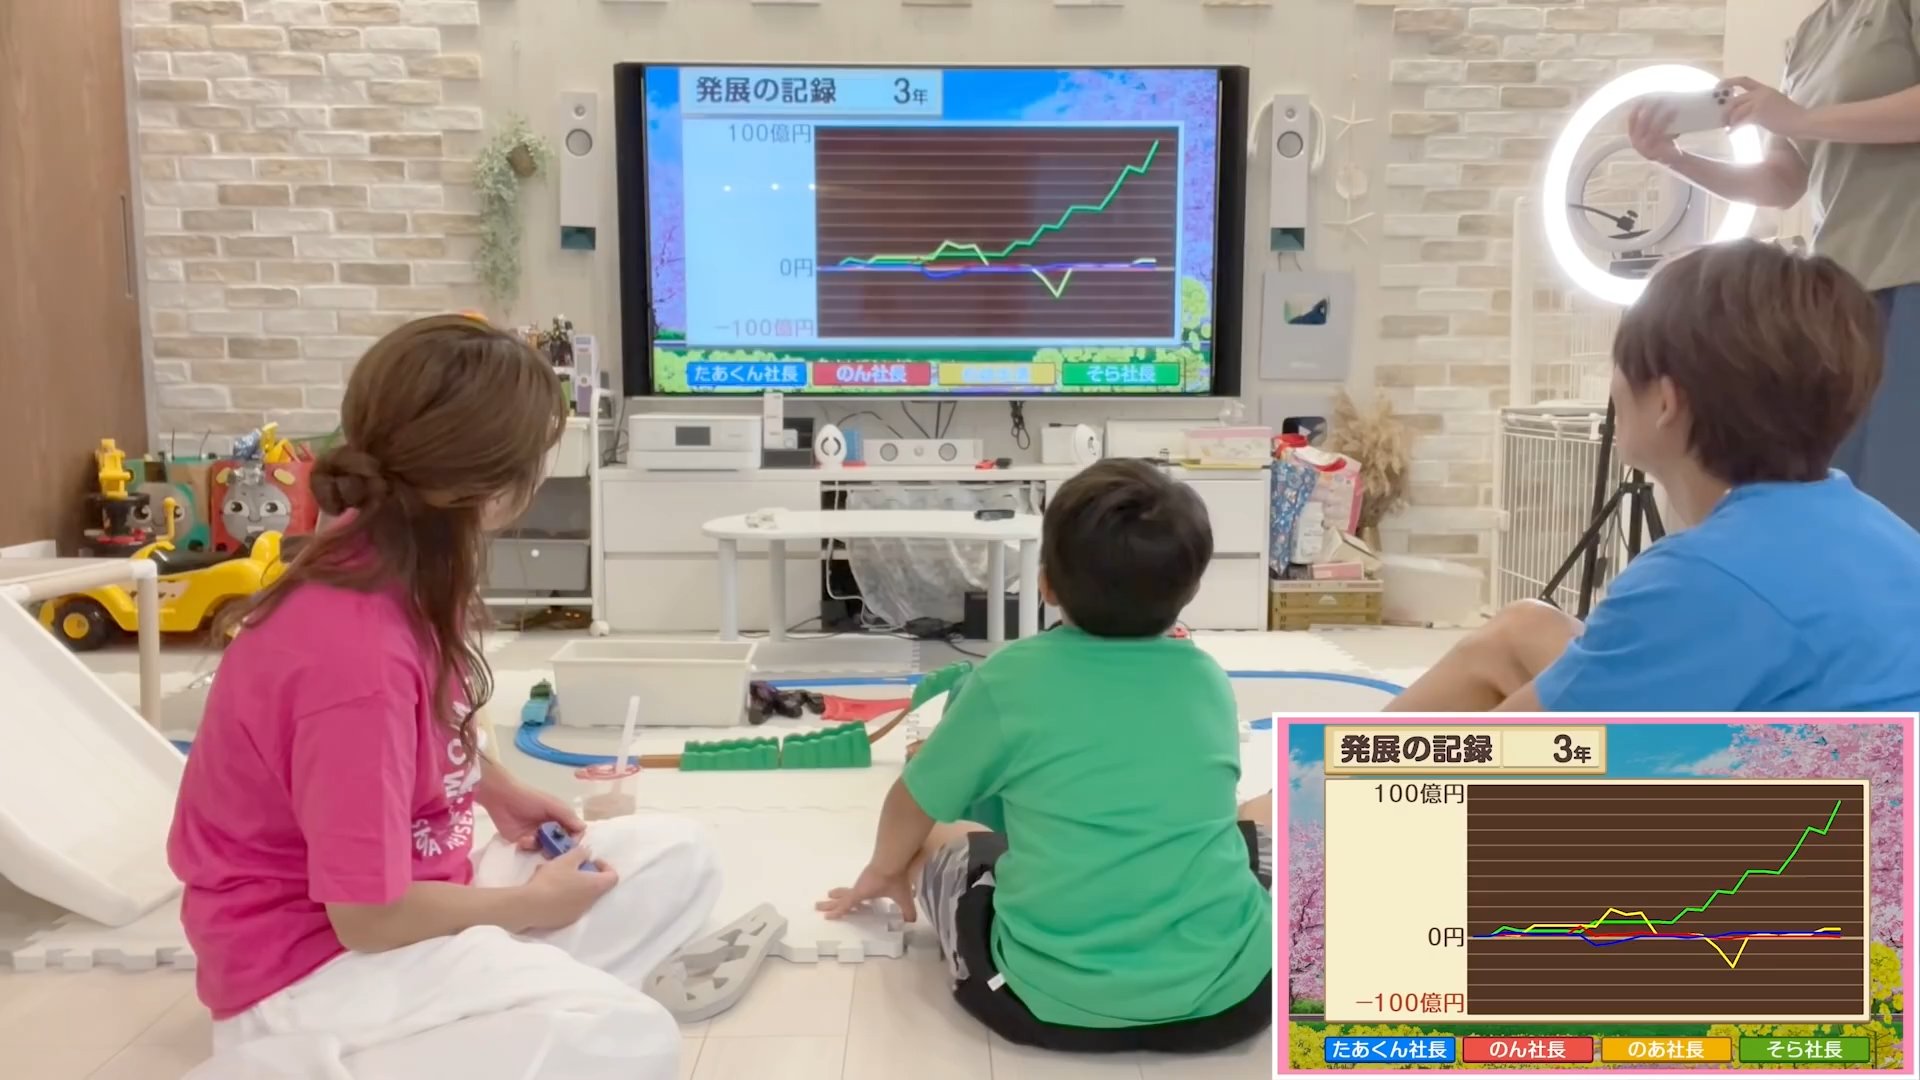 発展の記録 3年
100億円
0円
－100億円
たあくん社長 のん社長 そら社長
発展の記録 3年
100億円
0円
－100億円
たあくん社長 のん社長 のあ社長 そら社長